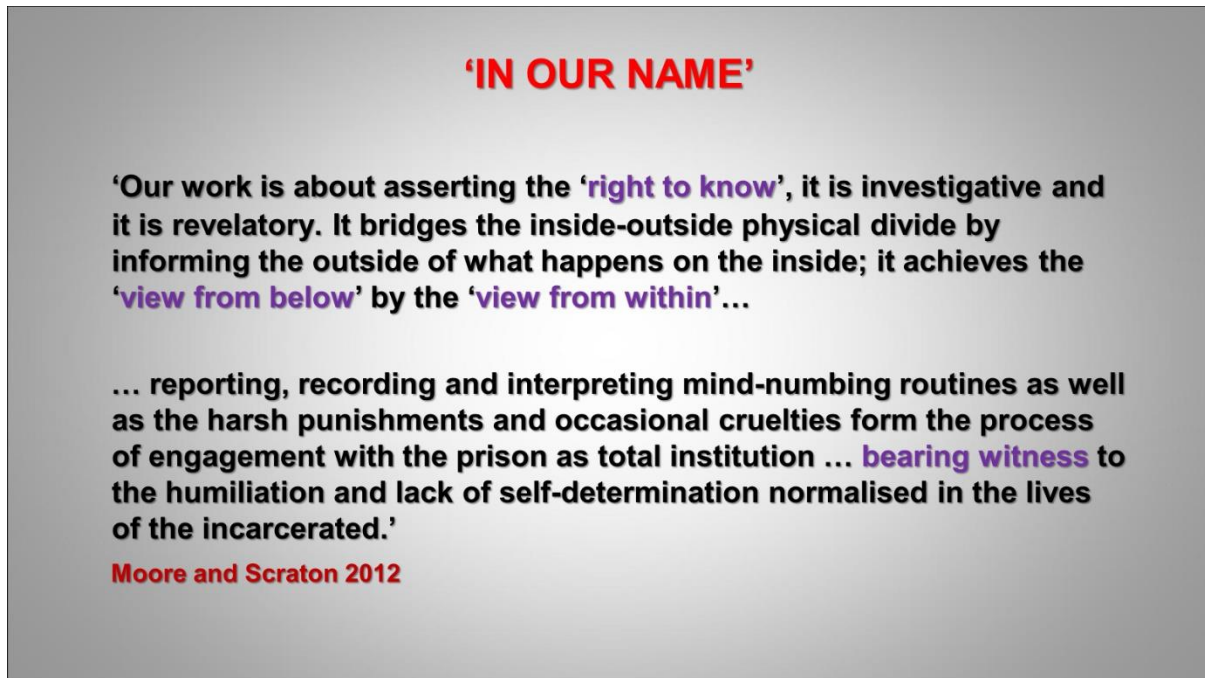 ‘IN OUR NAME’
‘Our work is about asserting the ‘right to know’, it is investigative and
it is revelatory. It bridges the inside-outside physical divide by
informing the outside of what happens on the inside; it achieves the
‘view from below’ by the ‘view from within’…
… reporting, recording and interpreting mind-numbing routines as well
as the harsh punishments and occasional cruelties form the process
of engagement with the prison as total institution … bearing witness to
the humiliation and lack of self-determination normalised in the lives
of the incarcerated.’
Moore and Scraton 2012